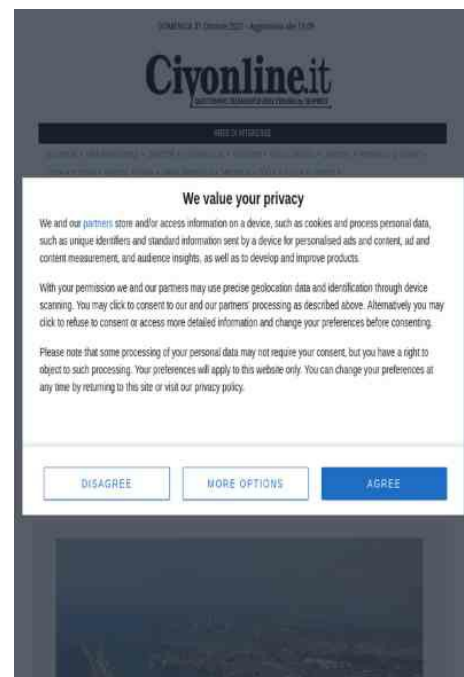 Civonline.it
We value your privacy
We and our partners store and/or access information on a device, such as cookies and process personal data,
such as unique identifiers and standard information sent by a device for personalised ads and content, ad and
content measurement, and audience insights, as well as to develop and improve products.
With your permission we and our partners may use precise geolocation data and identification through device
scanning. You may click to consent to our and our partners' processing as described above. Alternatively you may
click to refuse to consent or access more detailed information and change your preferences before consenting.
Please note that some processing of your personal data may not require your consent, but you have a right to
object to such processing. Your preferences will apply to this website only. You can change your preferences at
any time by returning to this site or visit our privacy policy.
DISAGREE
MORE OPTIONS
AGREE